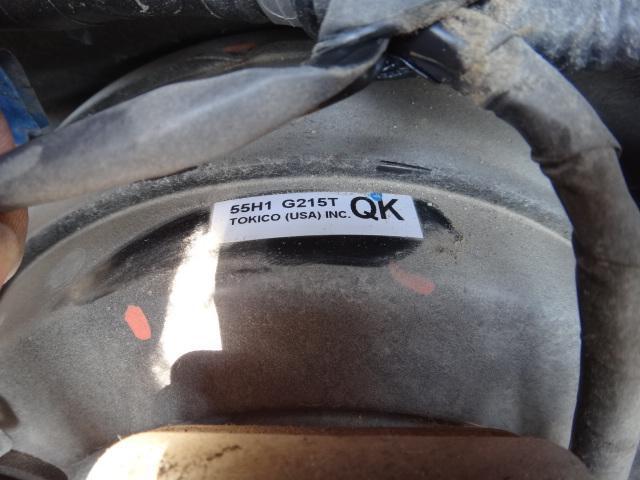 55H1 G215T
TOKICO (USA) INC. QK